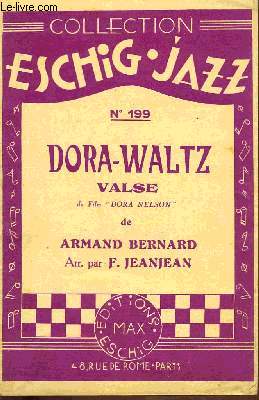 le-livre.com
COLLECTION
ESCHIG • JAZZ
N° 199
DORA-WALTZ
VALSE
du Film "DORA NELSON"
de
ARMAND BERNARD
Arr. par F. JEANJEAN
EDITIONS
MAX
ESCHIG
48, RUE DE ROME • PARIS